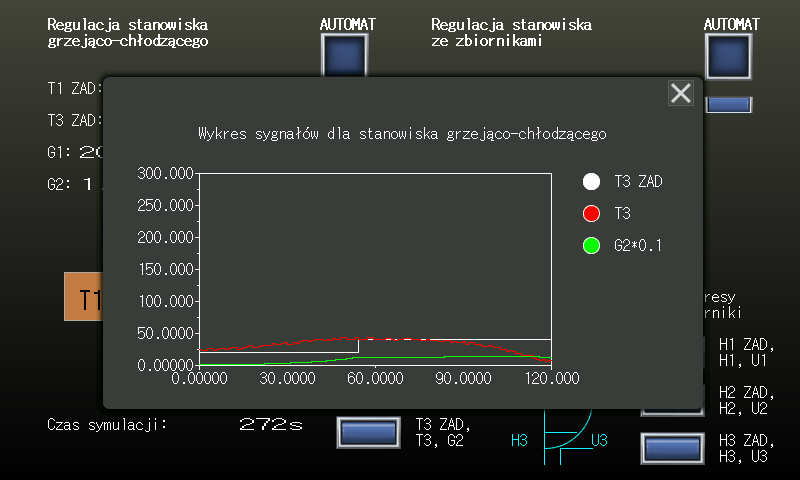 Regulacja stanowiska
grzejąco-chłodzącego
AUTOMAT
Regulacja stanowiska
ze zbiornikami
AUTOMAT
T1 ZAD:
T3 ZAD:
G1: 20
G2: 1
Wykres sygnałów dla stanowiska grzejąco-chłodzącego
300.000
250.000
200.000
150.000
100.000
50.0000
0.00000
0.00000 30.0000 60.0000 90.0000 120.000
T3 ZAD
T3
G2*0.1
T1
resy
rniki
H1 ZAD,
H1, U1
H2 ZAD,
H2, U2
H3 ZAD,
H3, U3
Czas symulacji: 272s
T3 ZAD,
T3, G2
H3 U3